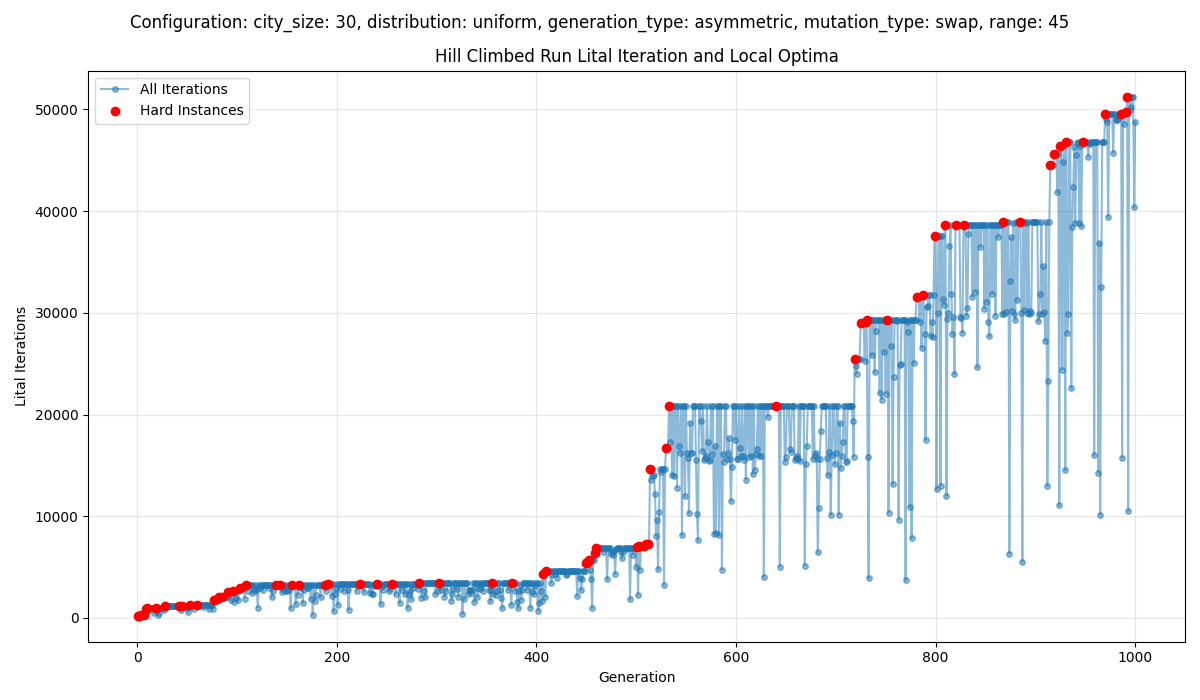 Configuration: city_size: 30, distribution: uniform, generation_type: asymmetric, mutation_type: swap, range: 45
Hill Climbed Run Lital Iteration and Local Optima
All Iterations
Hard Instances
Lital Iterations
50000
40000
30000
20000
10000
0
0 200 400 600 800 1000
Generation